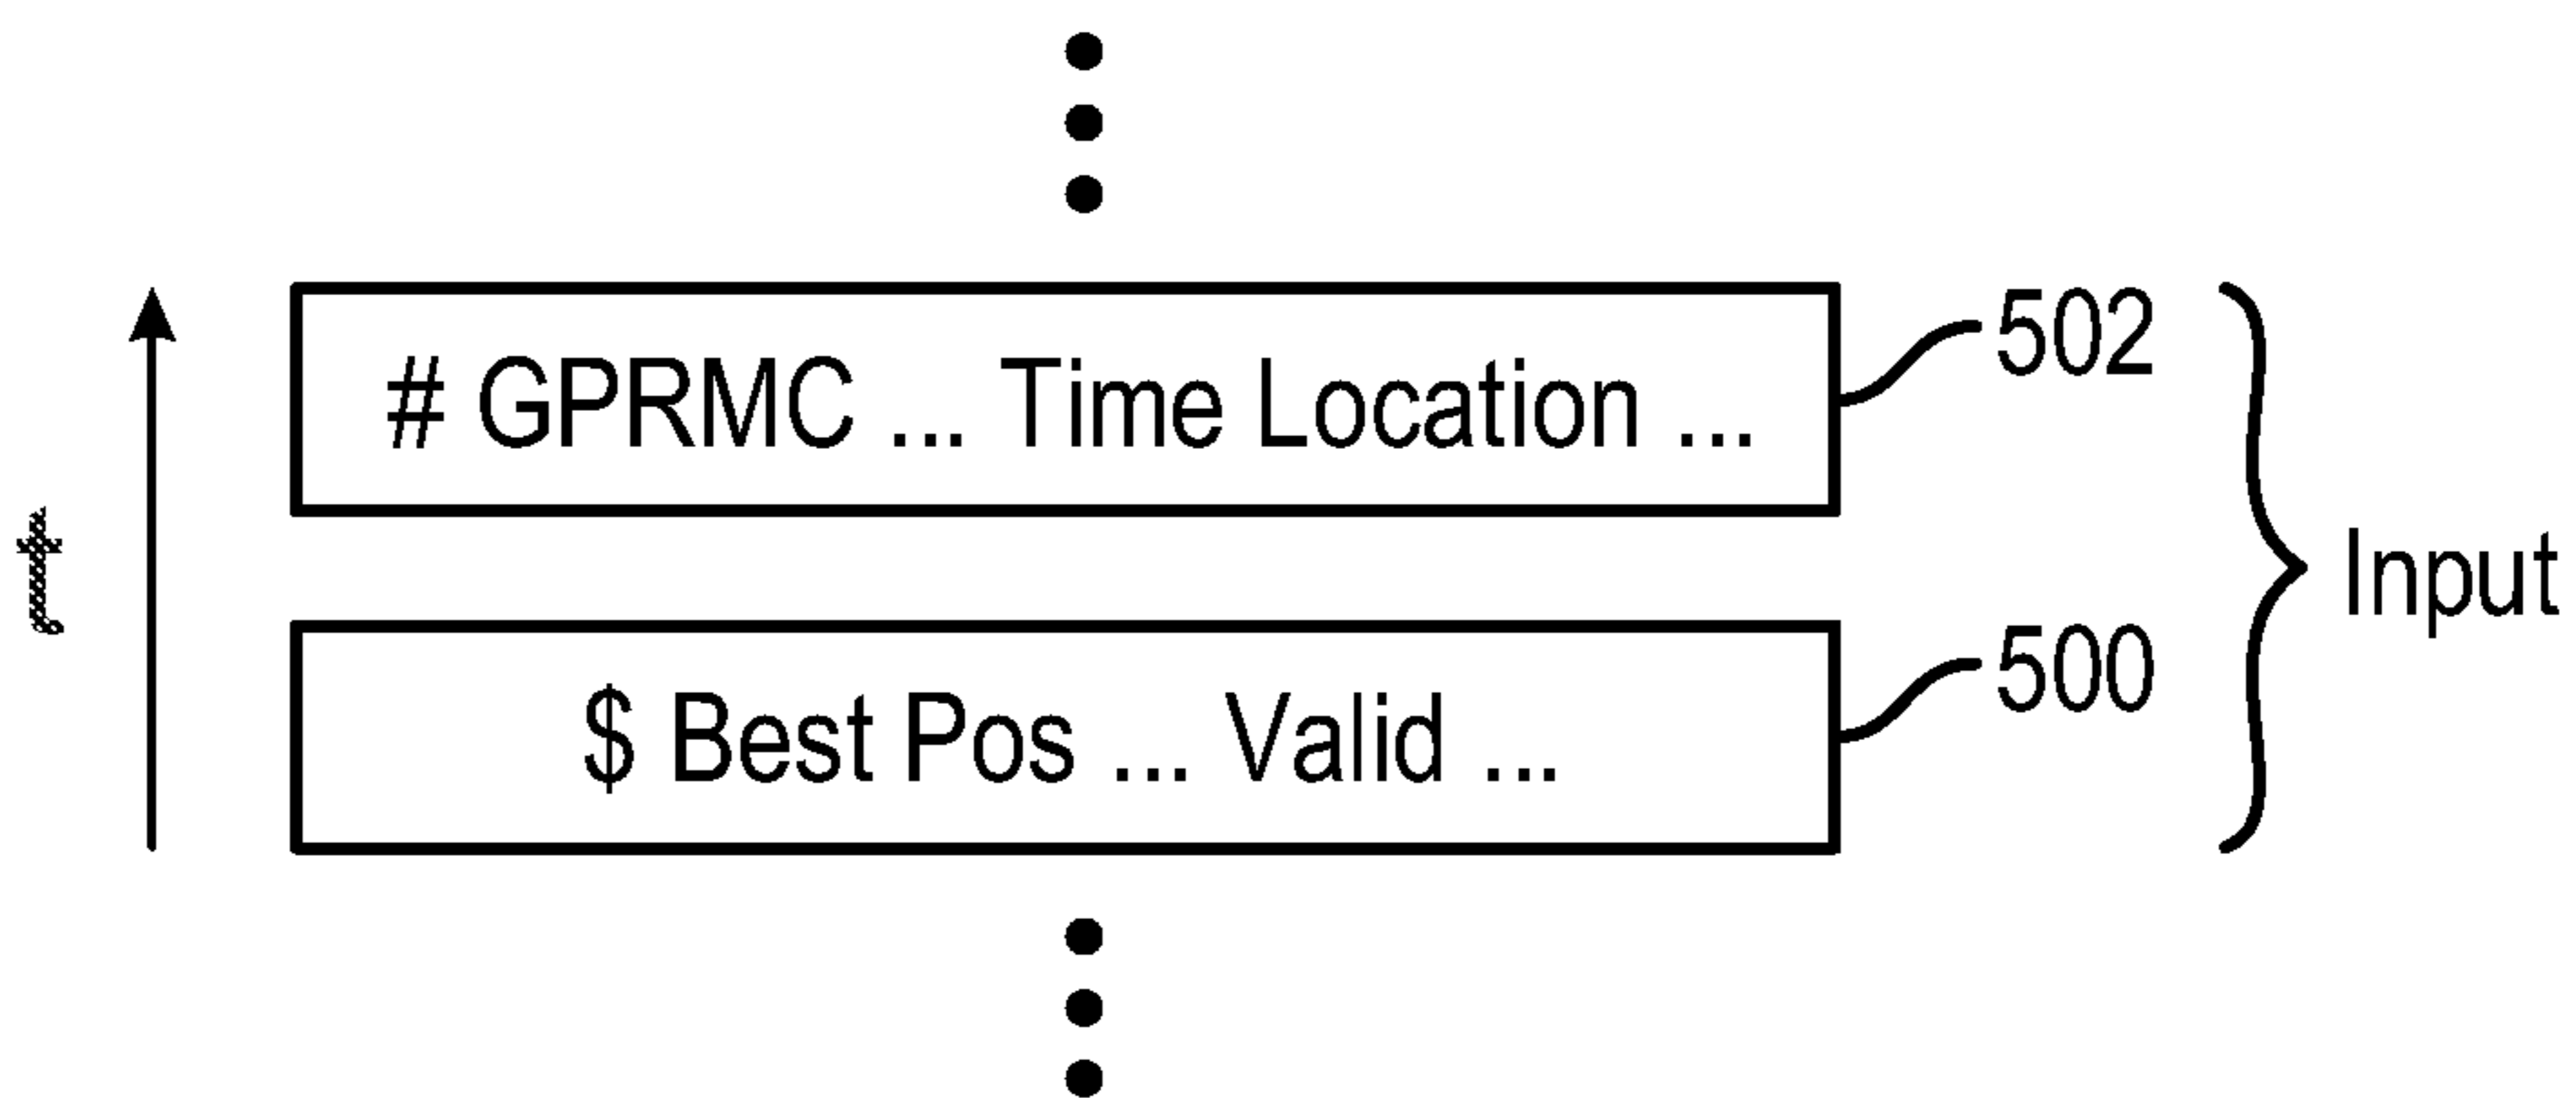 # GPRMC ... Time Location ...
502
t
Input
$ Best Pos ... Valid ...
500